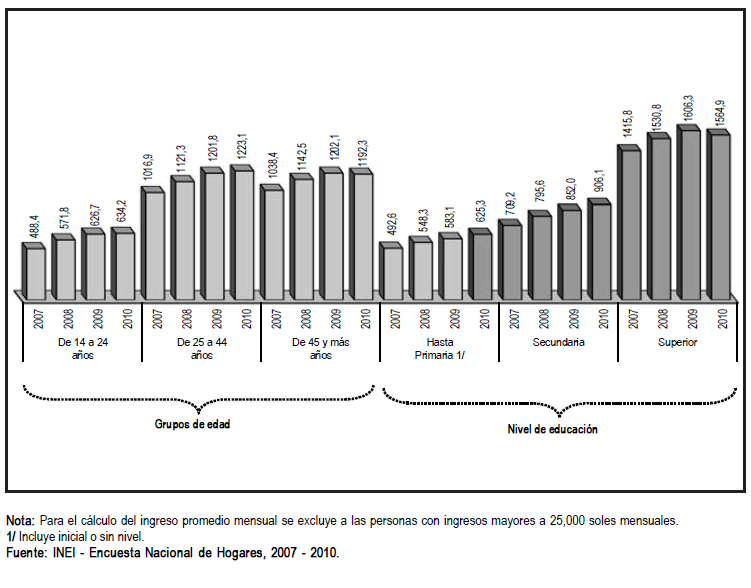 488,4 571,8 626,7 634,2 1016,9 1121,3 1201,8 1223,1 1038,4 1142,5 1202,1 1192,3 492,6 548,3 583,1 625,3 709,2 795,6 852,0 906,1 1415,8 1530,8 1606,3 1564,9
2007 2008 2009 2010 2007 2008 2009 2010 2007 2008 2009 2010 2007 2008 2009 2010 2007 2008 2009 2010 2007 2008 2009 2010
De 14 a 24 De 25 a 44 De 45 y más Hasta Secundaria Superior
años años años Primaria 1/
Grupos de edad Nivel de educación
Nota: Para el cálculo del ingreso promedio mensual se excluye a las personas con ingresos mayores a 25,000 soles mensuales.
1/ Incluye inicial o sin nivel.
Fuente: INEI - Encuesta Nacional de Hogares, 2007 - 2010.